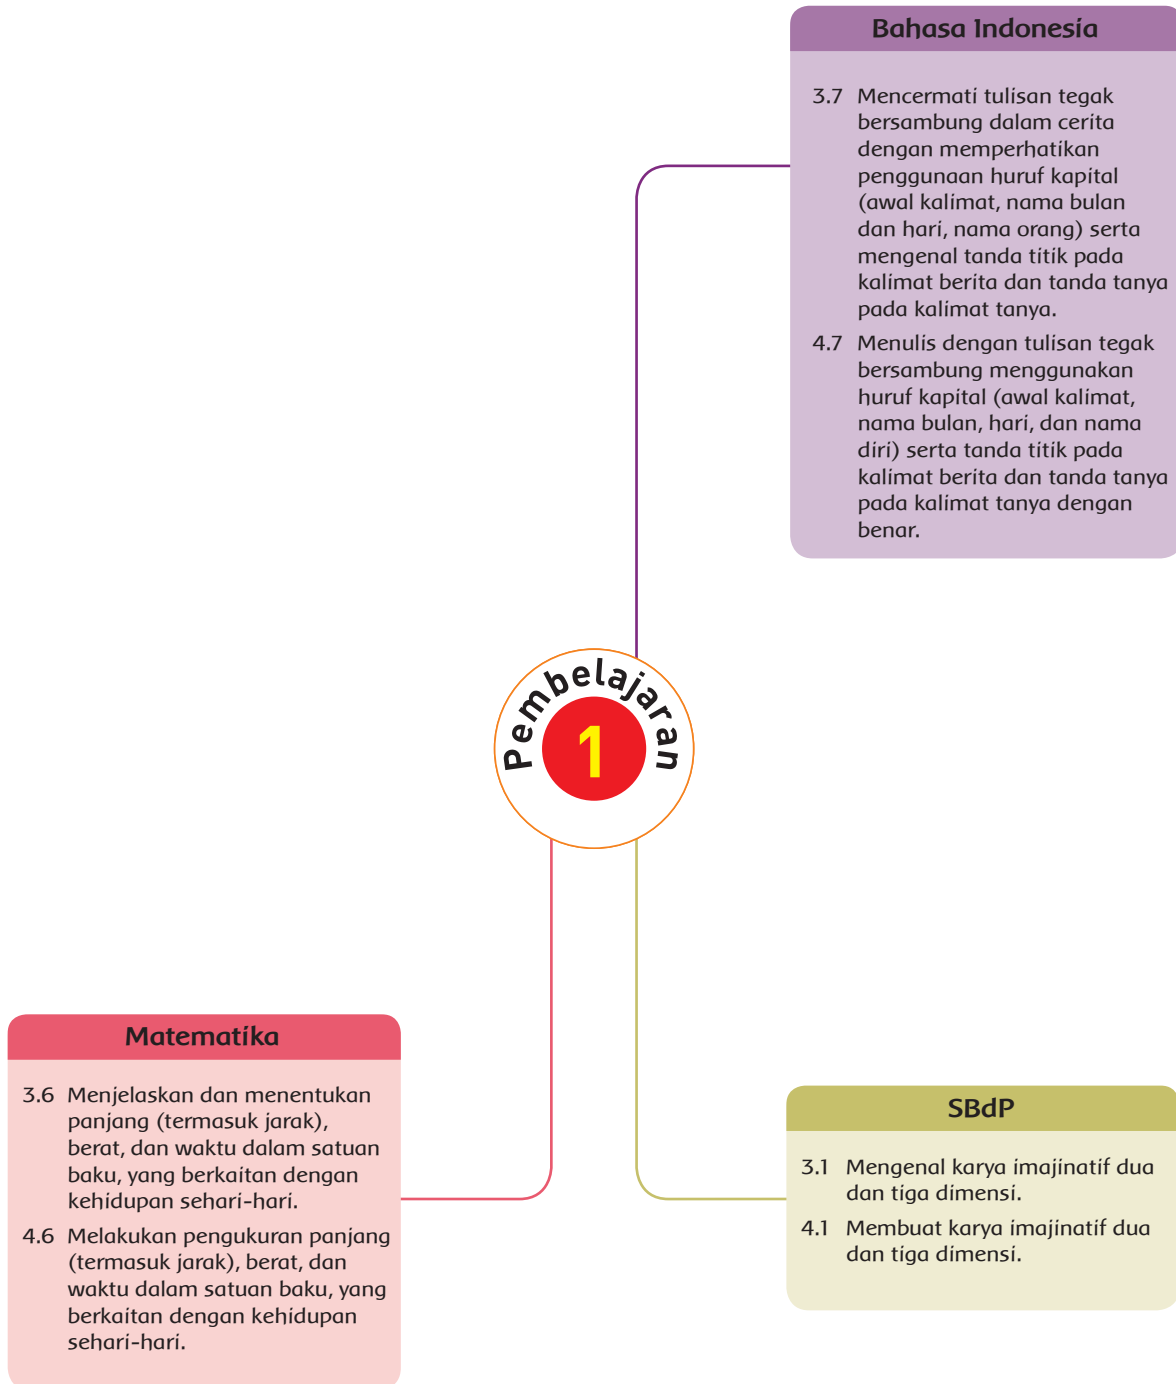 Bahasa Indonesia
3.7 Mencermati tulisan tegak
bersambung dalam cerita
dengan memperhatikan
penggunaan huruf kapital
(awal kalimat, nama bulan
dan hari, nama orang) serta
mengenal tanda titik pada
kalimat berita dan tanda tanya
pada kalimat tanya.
4.7 Menulis dengan tulisan tegak
bersambung menggunakan
huruf kapital (awal kalimat,
nama bulan, hari, dan nama
diri) serta tanda titik pada
kalimat berita dan tanda tanya
pada kalimat tanya dengan
benar.
Pembelajaran
1
Matematika
3.6 Menjelaskan dan menentukan
panjang (termasuk jarak),
berat, dan waktu dalam satuan
baku, yang berkaitan dengan
kehidupan sehari-hari.
4.6 Melakukan pengukuran panjang
(termasuk jarak), berat, dan
waktu dalam satuan baku, yang
berkaitan dengan kehidupan
sehari-hari.
SBdP
3.1 Mengenal karya imajinatif dua
dan tiga dimensi.
4.1 Membuat karya imajinatif dua
dan tiga dimensi.